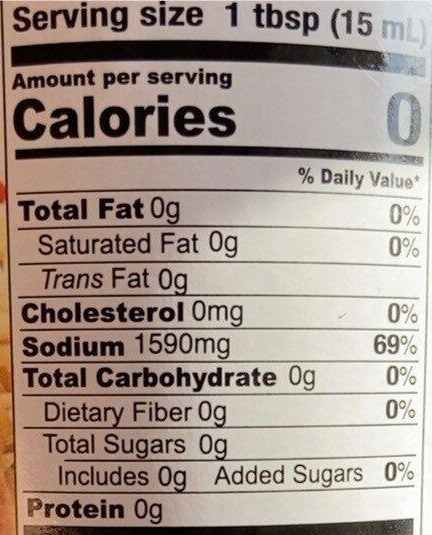 Serving size 1 tbsp (15 mL)
Amount per serving
Calories 0
% Daily Value*
Total Fat 0g 0%
Saturated Fat 0g 0%
Trans Fat 0g
Cholesterol 0mg 0%
Sodium 1590mg 69%
Total Carbohydrate 0g 0%
Dietary Fiber 0g 0%
Total Sugars 0g
Includes 0g Added Sugars 0%
Protein 0g